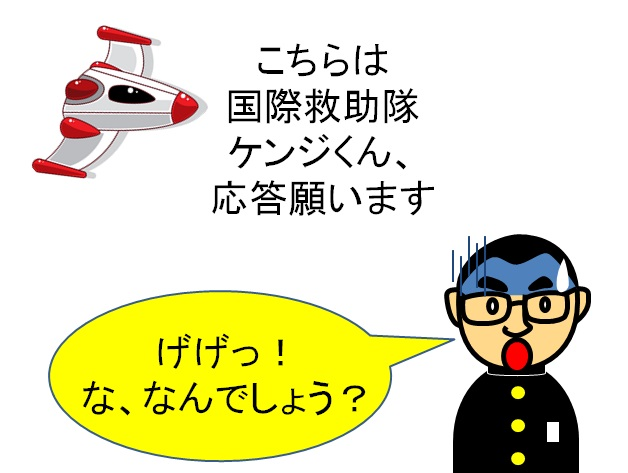 こちらは
国際救助隊
ケンジくん、
応答願います
げげっ！
な、なんでしょう？